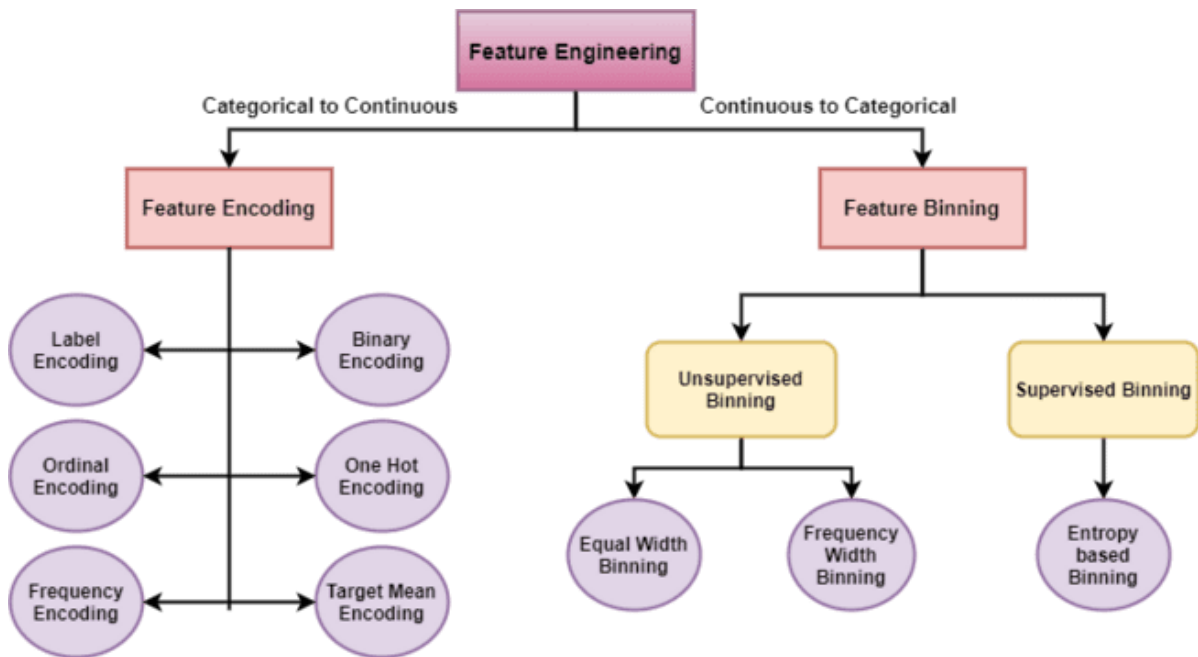 Feature Engineering
Categorical to Continuous
Continuous to Categorical
Feature Encoding
Feature Binning
Label
Encoding
Binary
Encoding
Ordinal
Encoding
One Hot
Encoding
Frequency
Encoding
Target Mean
Encoding
Unsupervised
Binning
Supervised Binning
Equal Width
Binning
Frequency
Width
Binning
Entropy
based
Binning